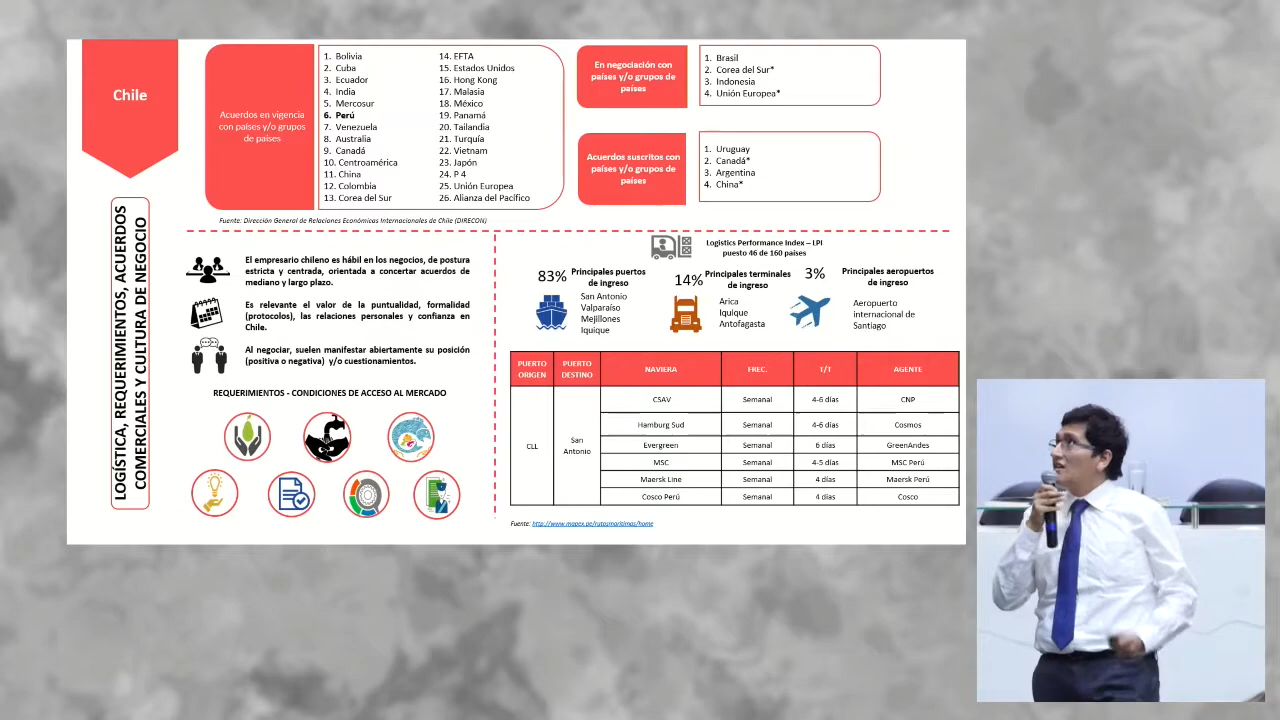 Chile
LOGÍSTICA, REQUERIMIENTOS, ACUERDOS
COMERCIALES Y CULTURA DE NEGOCIO
Acuerdos en vigencia
con países y/o grupos
de países
1. Bolivia
2. Cuba
3. Ecuador
4. India
5. Mercosur
6. Perú
7. Venezuela
8. Australia
9. Canadá
10. Centroamérica
11. China
12. Colombia
13. Corea del Sur
14. EFTA
15. Estados Unidos
16. Hong Kong
17. Malasia
18. México
19. Panamá
20. Tailandia
21. Turquía
22. Vietnam
23. Japón
24. P 4
25. Unión Europea
26. Alianza del Pacífico
En negociación con
países y/o grupos de
países
1. Brasil
2. Corea del Sur*
3. Indonesia
4. Unión Europea*
Acuerdos suscritos con
países y/o grupos de
países
1. Uruguay
2. Canadá*
3. Argentina
4. China*
Fuente: Dirección General de Relaciones Económicas Internacionales de Chile (DIRECON)
El empresario chileno es hábil en los negocios, de postura
estricta y centrada, orientada a concertar acuerdos de
mediano y largo plazo.
Es relevante el valor de la puntualidad, formalidad
(protocolos), las relaciones personales y confianza en
Chile.
Al negociar, suelen manifestar abiertamente su posición
(positiva o negativa) y/o cuestionamientos.
REQUERIMIENTOS - CONDICIONES DE ACCESO AL MERCADO
Logistics Performance Index – LPI
puesto 46 de 160 países
83% Principales puertos
de ingreso
San Antonio
Valparaíso
Mejillones
Iquique
14% Principales terminales
de ingreso
Arica
Iquique
Antofagasta
3% Principales aeropuertos
de ingreso
Aeropuerto
internacional de
Santiago
PUERTO ORIGEN PUERTO DESTINO NAVIERA FREC. T/T AGENTE
CLL San Antonio CSAV Semanal 4-6 días CNP
Hamburg Sud Semanal 4-6 días Cosmos
Evergreen Semanal 6 días GreenAndes
MSC Semanal 4-5 días MSC Perú
Maersk Line Semanal 4 días Maersk Perú
Cosco Perú Semanal 4 días Cosco
Fuente: http://www.mapex.pe/rutasmaritimas/home